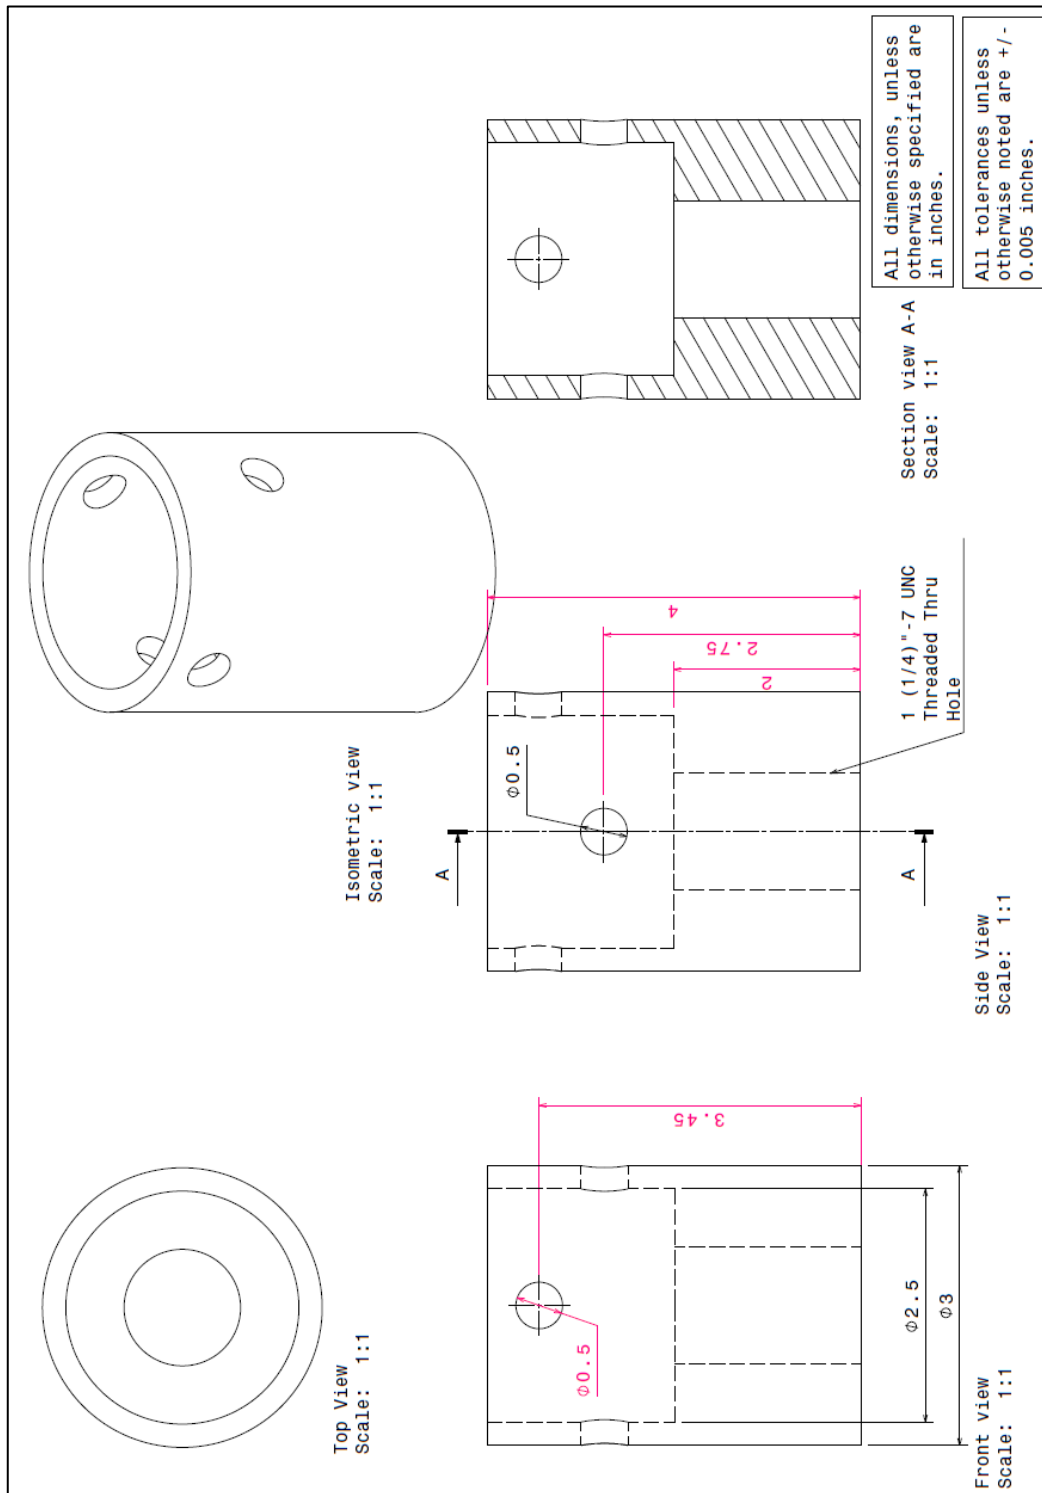 Top View
Scale: 1:1
Isometric view
Scale: 1:1
Φ0.5
3.45
Φ2.5
Φ3
Front view
Scale: 1:1
A
A
Φ0.5
4
2.75
2
1 (1/4)"-7 UNC
Threaded Thru
Hole
Side View
Scale: 1:1
Section view A-A
Scale: 1:1
All dimensions, unless
otherwise specified are
in inches.
All tolerances unless
otherwise noted are +/-
0.005 inches.